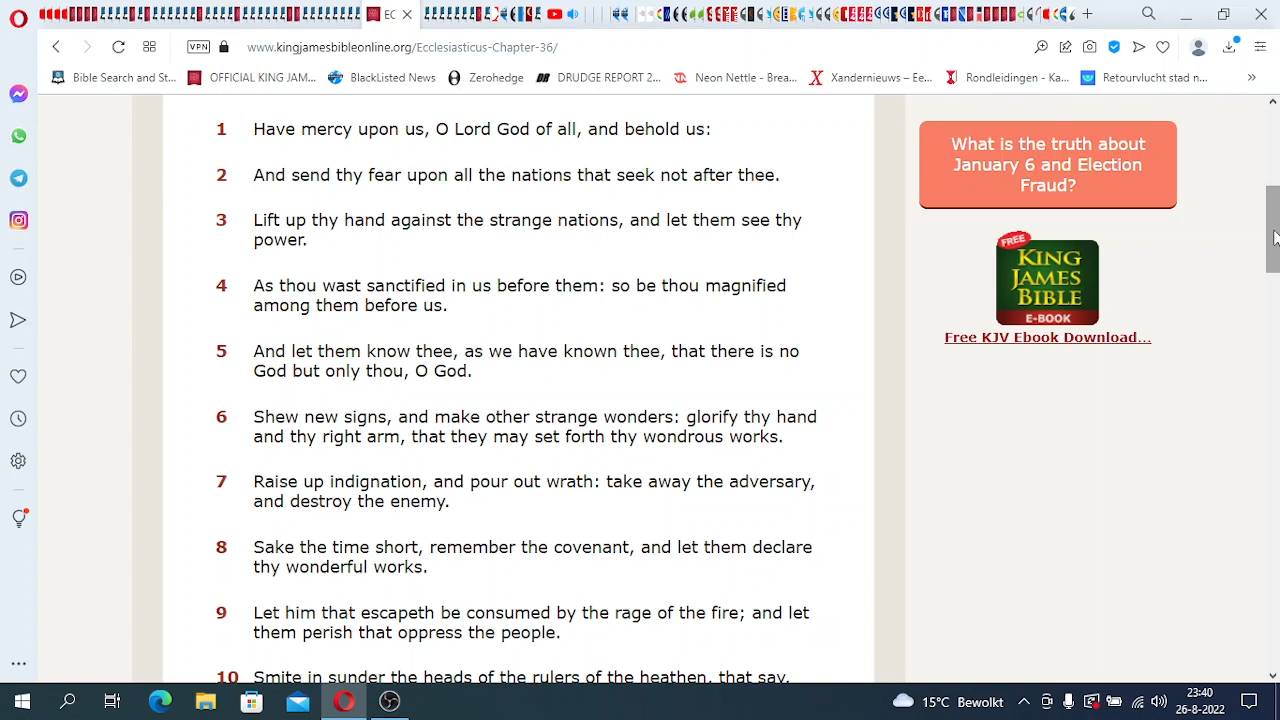 EC
VPN
www.kingjamesbibleonline.org/Ecclesiasticus-Chapter-36/
Bible Search and St...
OFFICIAL KING JAM...
BlackListed News
Zerohedge
DRUDGE REPORT 2...
Neon Nettle - Brea...
Xandernieuws – Ee...
Rondleidingen - Ka...
Retourvlucht stad n...
1 Have mercy upon us, O Lord God of all, and behold us:
2 And send thy fear upon all the nations that seek not after thee.
3 Lift up thy hand against the strange nations, and let them see thy
power.
4 As thou wast sanctified in us before them: so be thou magnified
among them before us.
5 And let them know thee, as we have known thee, that there is no
God but only thou, O God.
6 Shew new signs, and make other strange wonders: glorify thy hand
and thy right arm, that they may set forth thy wondrous works.
7 Raise up indignation, and pour out wrath: take away the adversary,
and destroy the enemy.
8 Sake the time short, remember the covenant, and let them declare
thy wonderful works.
9 Let him that escapeth be consumed by the rage of the fire; and let
them perish that oppress the people.
10 Smite in sunder the heads of the rulers of the heathen, that say,
What is the truth about
January 6 and Election
Fraud?
FREE
KING
JAMES
BIBLE
E-BOOK
Free KJV Ebook Download...
15°C Bewolkt
23:40
26-8-2022